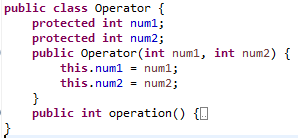 public class Operator {
    protected int num1;
    protected int num2;
    public Operator(int num1, int num2) {
        this.num1 = num1;
        this.num2 = num2;
    }
    public int operation() {
}